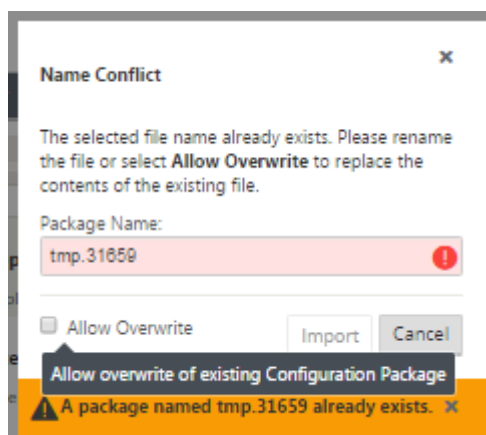 Name Conflict
The selected file name already exists. Please rename
the file or select Allow Overwrite to replace the
contents of the existing file.
Package Name:
tmp.31659
Allow Overwrite
Import
Cancel
Allow overwrite of existing Configuration Package
A package named tmp.31659 already exists.